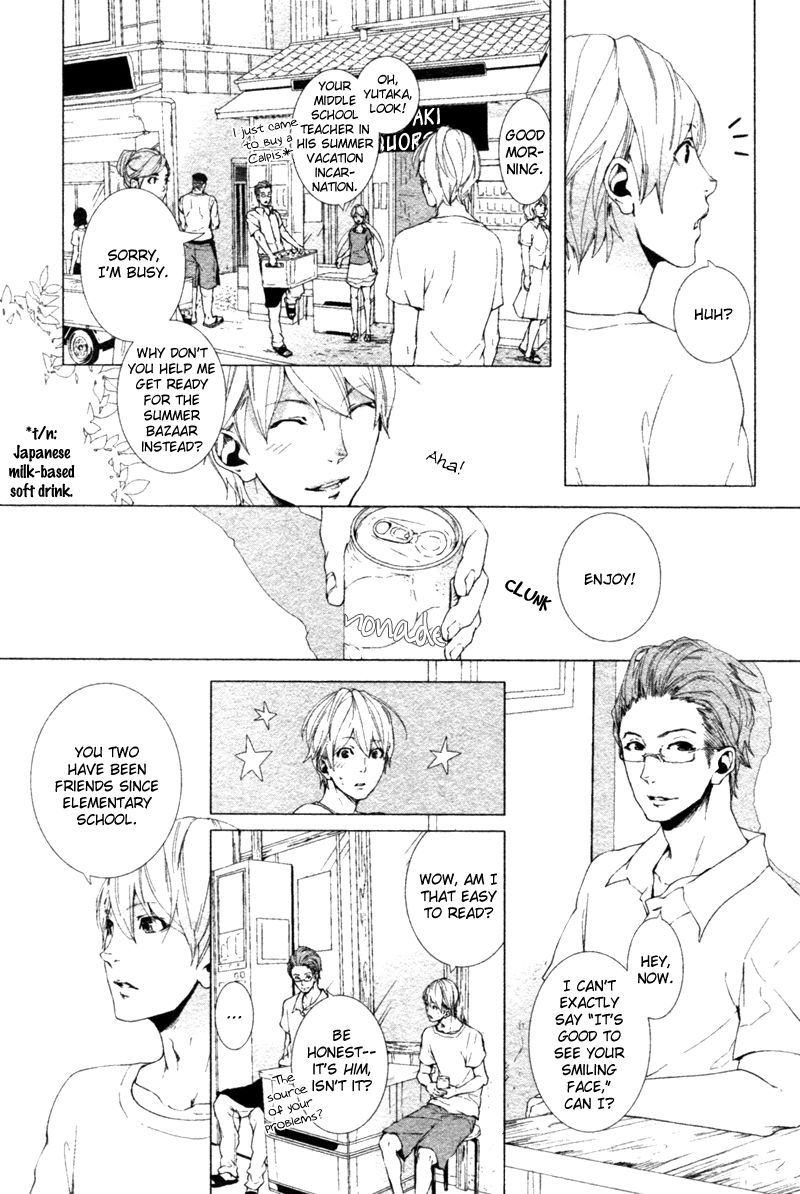 HUH?
GOOD
MOR-
NING.
OH,
YUTAKA,
LOOK!
YOUR
MIDDLE
SCHOOL
TEACHER IN
HIS SUMMER
VACATION
INCAR-
NATION.
I just came
to buy a
Calpis.*
AKI
UORS
SORRY,
I'M BUSY.
WHY DON'T
YOU HELP ME
GET READY
FOR THE
SUMMER
BAZAAR
INSTEAD?
Aha!
*t/n:
Japanese
milk-based
soft drink.
ENJOY!
CLUNK
monade
HEY,
NOW.
I CAN'T
EXACTLY
SAY "IT'S
GOOD TO
SEE YOUR
SMILING
FACE,"
CAN I?
WOW, AM I
THAT EASY
TO READ?
BE
HONEST--
IT'S HIM,
ISN'T IT?
The
source
of your
problems?
...
YOU TWO
HAVE BEEN
FRIENDS SINCE
ELEMENTARY
SCHOOL.